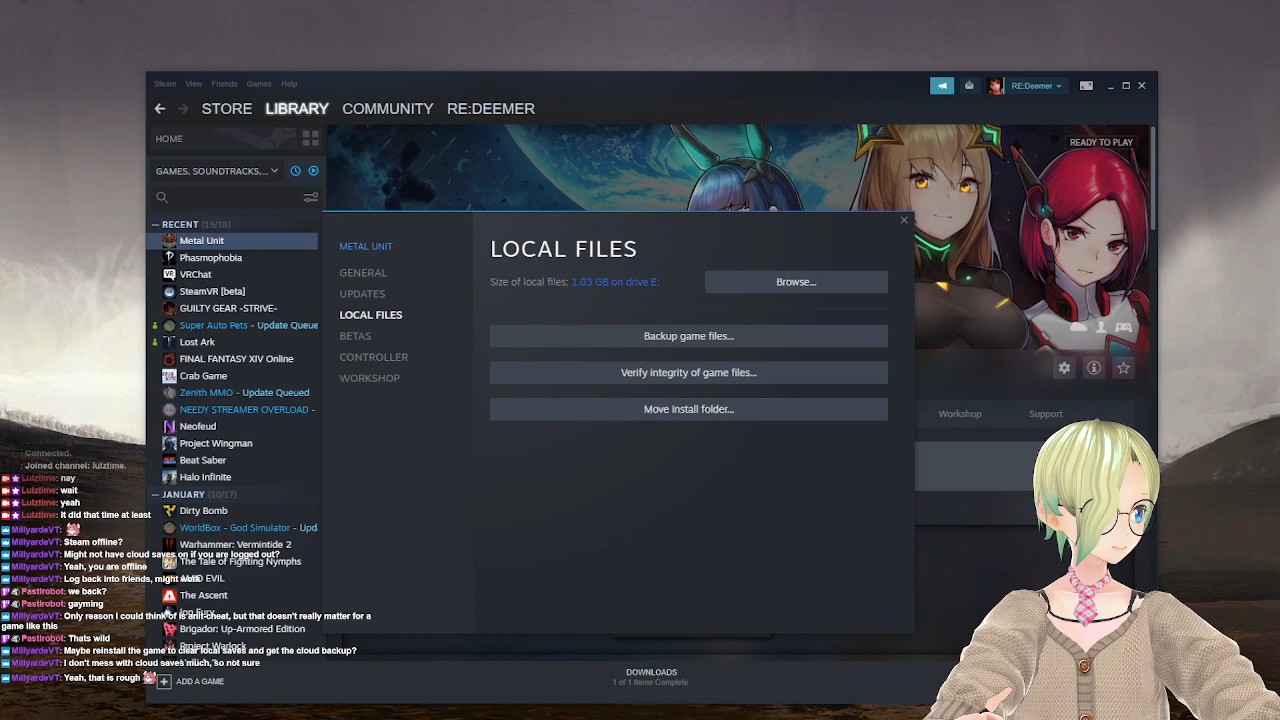 Steam View Friends Games Help
RE:Deemer
STORE LIBRARY COMMUNITY RE:DEEMER
HOME
GAMES, SOUNDTRACKS,...
READY TO PLAY
RECENT (15/18)
Metal Unit
Phasmophobia
VRChat
SteamVR [beta]
GUILTY GEAR -STRIVE-
Super Auto Pets - Update Queue
Lost Ark
FINAL FANTASY XIV Online
Crab Game
Zenith MMO - Update Queued
NEEDY STREAMER OVERLOAD -
Neofeud
Project Wingman
Beat Saber
Halo Infinite
JANUARY (10/17)
Dirty Bomb
WorldBox - God Simulator - Upd
Warhammer: Vermintide 2
The Tale of Fighting Nymphs
EVIL
The Ascent
Ion Fury
Brigador: Up-Armored Edition
Project Warlock
ADD A GAME
METAL UNIT
GENERAL
UPDATES
LOCAL FILES
BETAS
CONTROLLER
WORKSHOP
LOCAL FILES
Size of local files: 1.03 GB on drive E:
Browse...
Backup game files...
Verify integrity of game files...
Move install folder...
Workshop Support
DOWNLOADS
1 of 1 Items Complete
Connected.
: Joined channel: lulztime.
Lulztime: nay
Lulztime: wait
Lulztime: yeah
Lulztime: It did that time at least
MillyardeVT:
MillyardeVT: Steam offline?
MillyardeVT: Might not have cloud saves on if you are logged out?
MillyardeVT: Yeah, you are offline
MillyardeVT: Log back into friends, might
Pastlrobot: we back?
Pastlrobot: gayming
MillyardeVT: Only reason I could think of is anti-cheat, but that doesn't really matter for a
game like this
Pastlrobot: Thats wild
MillyardeVT: Maybe reinstall the game to clear local saves and get the cloud backup?
MillyardeVT: I don't mess with cloud saves much, so not sure
MillyardeVT: Yeah, that is rough